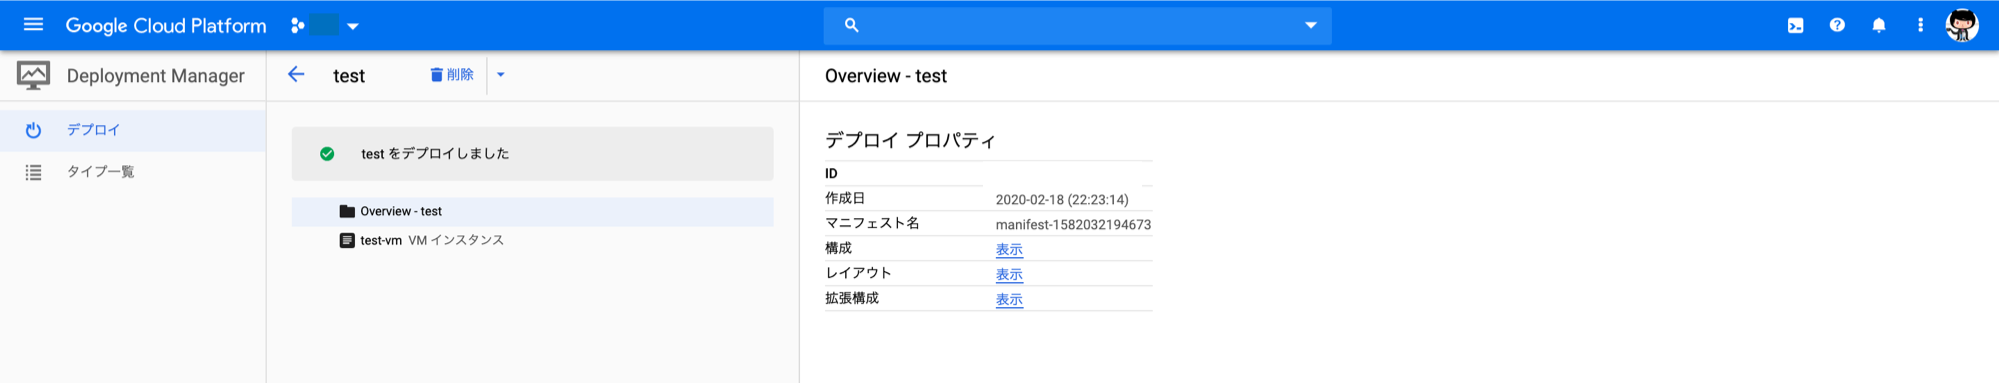 Google Cloud Platform
Deployment Manager
デプロイ
タイプ一覧
test 削除
test をデプロイしました
Overview - test
test-vm VM インスタンス
Overview - test
デプロイ プロパティ
ID
作成日 2020-02-18 (22:23:14)
マニフェスト名 manifest-1582032194673
構成 表示
レイアウト 表示
拡張構成 表示